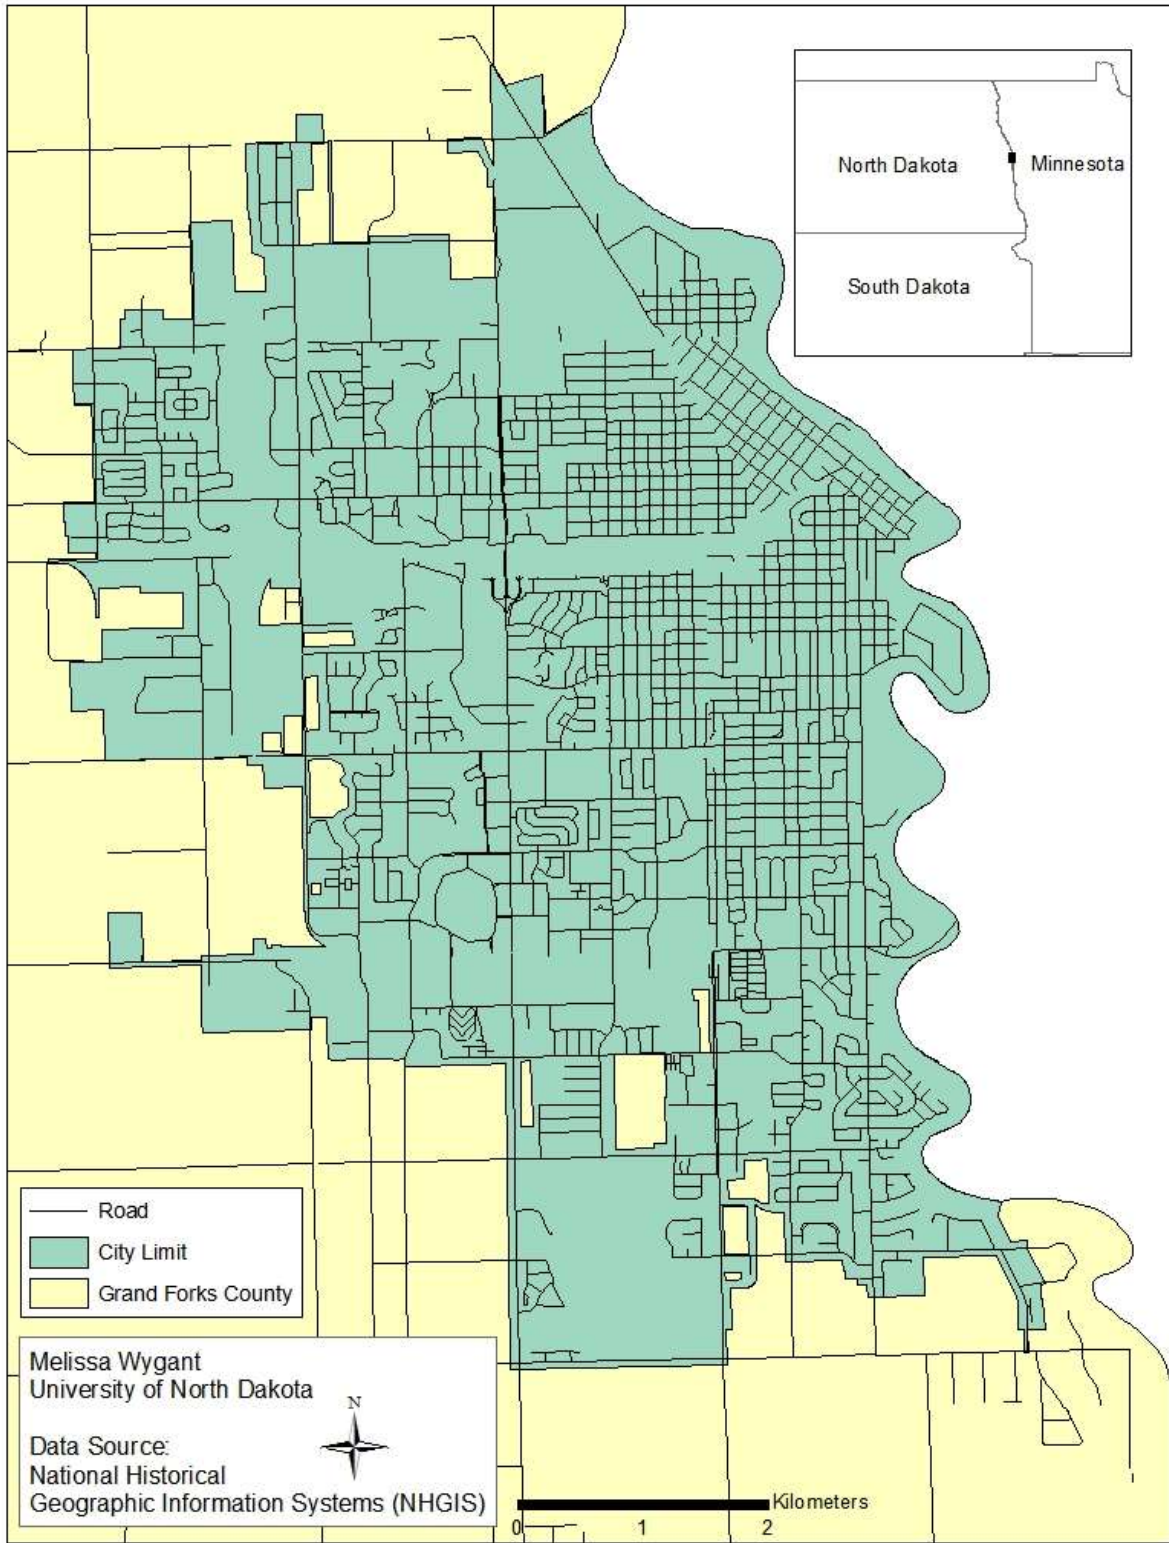 North Dakota
Minnesota
South Dakota
Road
City Limit
Grand Forks County
Melissa Wygant
University of North Dakota
N
Data Source:
National Historical
Geographic Information Systems (NHGIS)
Kilometers
0 1 2